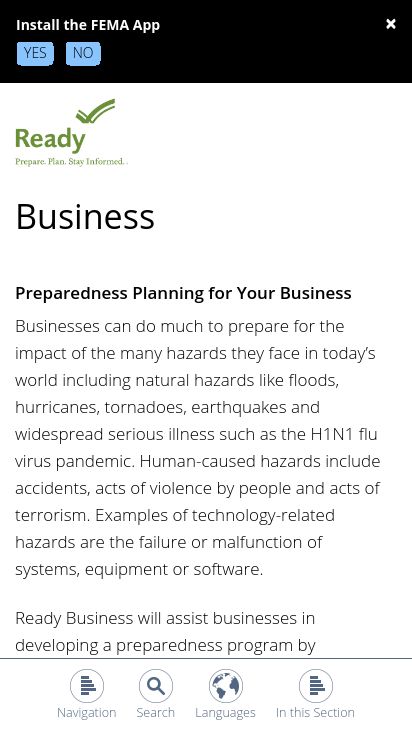 Install the FEMA App
×
YES NO
Ready
Prepare. Plan. Stay Informed.
Business
Preparedness Planning for Your Business
Businesses can do much to prepare for the
impact of the many hazards they face in today’s
world including natural hazards like floods,
hurricanes, tornadoes, earthquakes and
widespread serious illness such as the H1N1 flu
virus pandemic. Human-caused hazards include
accidents, acts of violence by people and acts of
terrorism. Examples of technology-related
hazards are the failure or malfunction of
systems, equipment or software.
Ready Business will assist businesses in
developing a preparedness program by
Navigation Search Languages In this Section